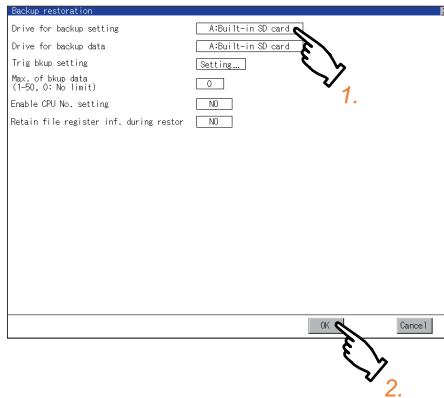 Backup restoration
Drive for backup setting A:Built-in SD card
Drive for backup data A:Built-in SD card
Trig bkup setting Setting...
Max. of bkup data
(1-50, 0: No limit) 0
Enable CPU No. setting NO
Retain file register inf. during restor NO
1.
OK Cancel
2.